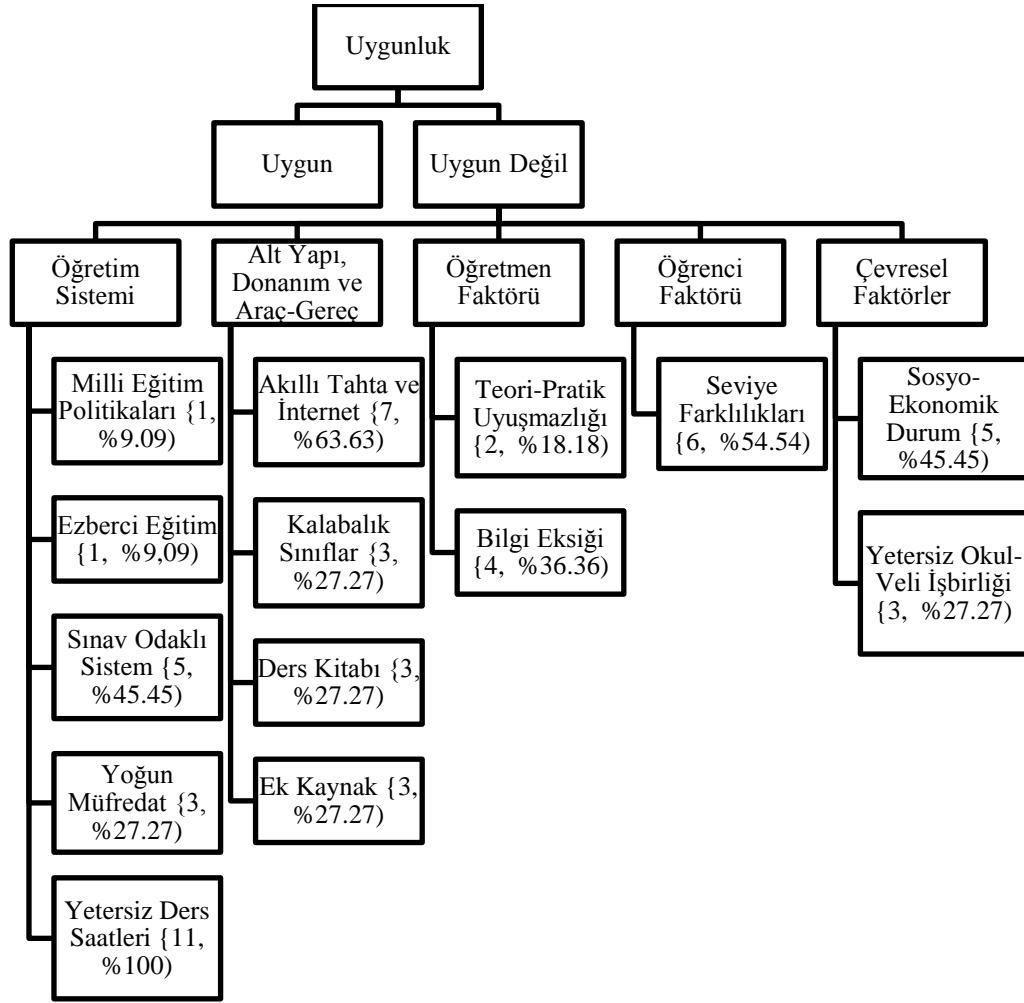 Uygunluk
Uygun
Uygun Değil
Öğretim
Sistemi
Alt Yapı,
Donanım ve
Araç-Gereç
Öğretmen
Faktörü
Öğrenci
Faktörü
Çevresel
Faktörler
Milli Eğitim
Politikaları {1,
%9.09)
Ezberci Eğitim
{1, %9,09)
Sınav Odaklı
Sistem {5,
%45.45)
Yoğun
Müfredat {3,
%27.27)
Yetersiz Ders
Saatleri {11,
%100)
Akıllı Tahta ve
İnternet {7,
%63.63)
Kalabalık
Sınıflar {3,
%27.27)
Ders Kitabı {3,
%27.27)
Ek Kaynak {3,
%27.27)
Teori-Pratik
Uyuşmazlığı
{2, %18.18)
Bilgi Eksiği
{4, %36.36)
Seviye
Farklılıkları
{6, %54.54)
Sosyo-
Ekonomik
Durum {5,
%45.45)
Yetersiz Okul-
Veli İşbirliği
{3, %27.27)